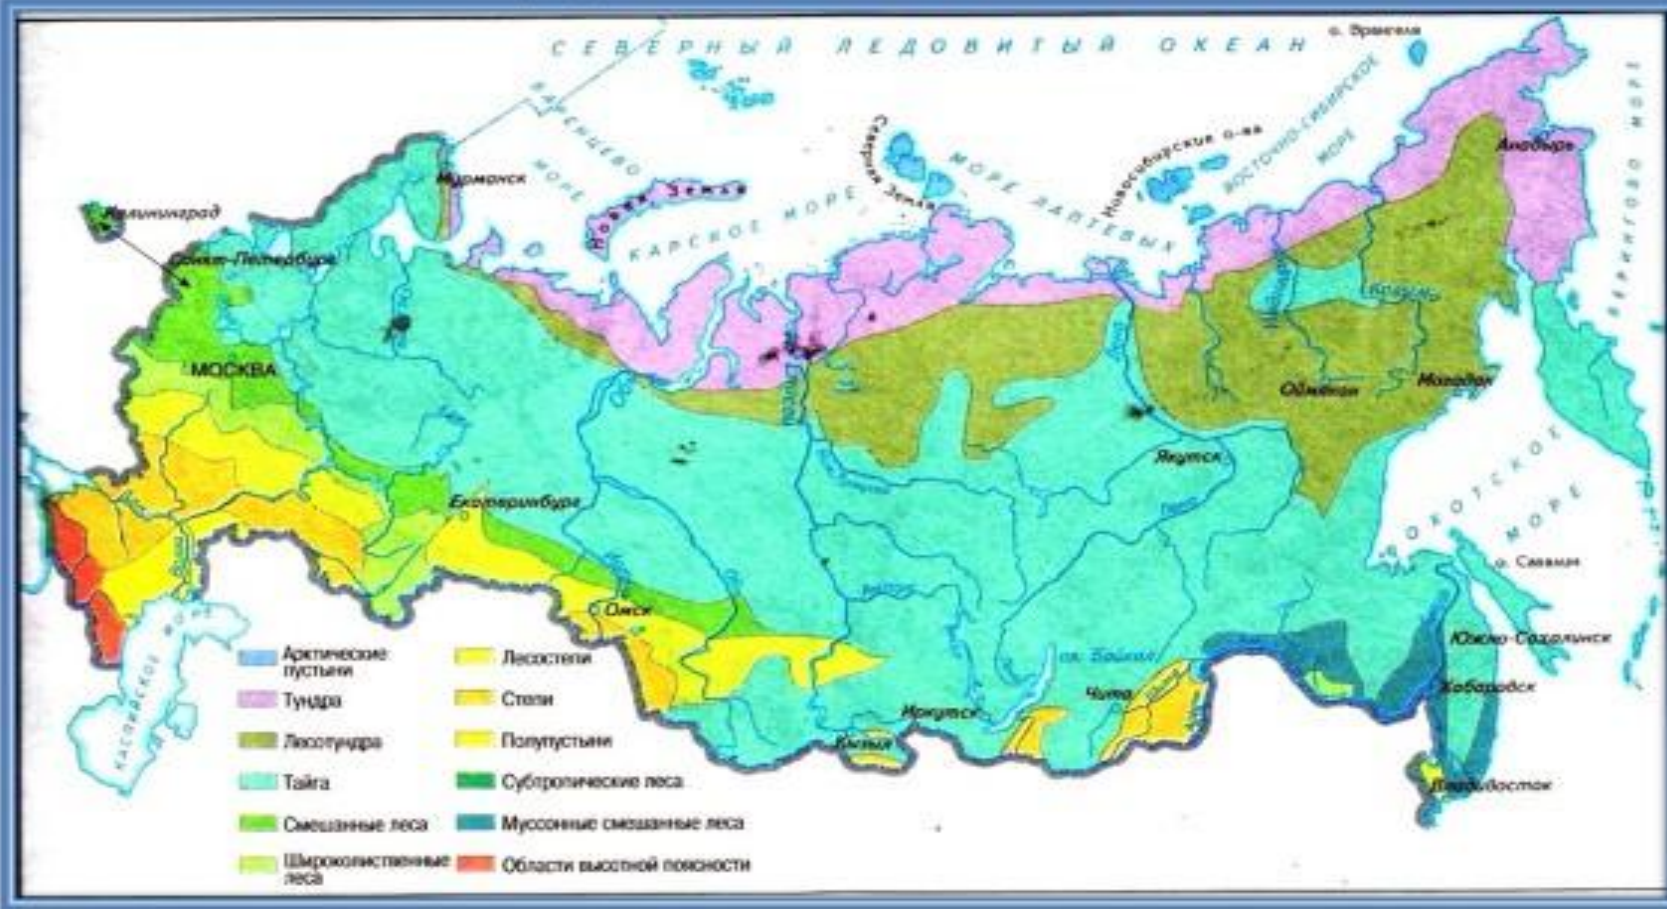 СЕВЕРНЫЙ ЛЕДОВИТЫЙ ОКЕАН
о. Врангеля
БАРЕНЦЕВО
МОРЕ
Новая Земля
КАРСКОЕ МОРЕ
Северная Земля
МОРЕ ЛАПТЕВЫХ
Новосибирские о-ва
ВОСТОЧНО-СИБИРСКОЕ
МОРЕ
БЕРИНГОВО МОРЕ
Анадырь
Мурманск
Калининград
Санкт-Петербург
МОСКВА
Оймякон
Магадан
Якутск
Екатеринбург
ОХОТСКОЕ
МОРЕ
о. Сахалин
Омск
Южно-Сахалинск
оз. Байкал
Чита
Хабаровск
Иркутск
Кызыл
Владивосток
КАСПИЙСКОЕ МОРЕ
Арктические
пустыни
Тундра
Лесотундра
Тайга
Смешанные леса
Широколиственные
леса
Лесостепи
Степи
Полупустыни
Субтропические леса
Муссонные смешанные леса
Области высотной поясности